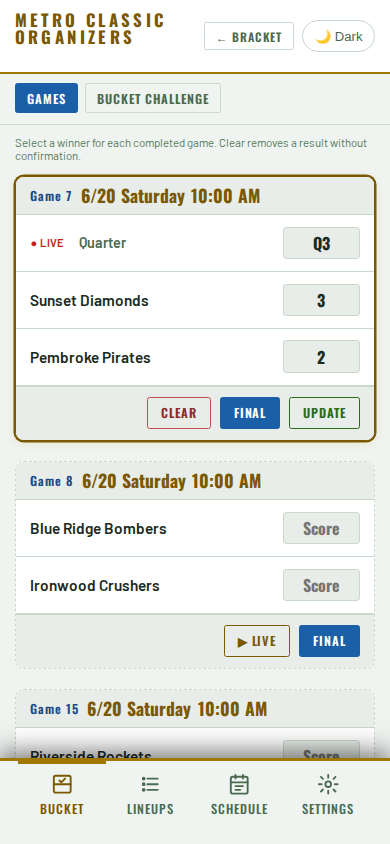 METRO CLASSIC
ORGANIZERS
← BRACKET
🌙 Dark
GAMES
BUCKET CHALLENGE
Select a winner for each completed game. Clear removes a result without
confirmation.
Game 7 6/20 Saturday 10:00 AM
● LIVE Quarter Q3
Sunset Diamonds 3
Pembroke Pirates 2
CLEAR FINAL UPDATE
Game 8 6/20 Saturday 10:00 AM
Blue Ridge Bombers Score
Ironwood Crushers Score
▶ LIVE FINAL
Game 15 6/20 Saturday 10:00 AM
Riverside Rockets Score
BUCKET LINEUPS SCHEDULE SETTINGS